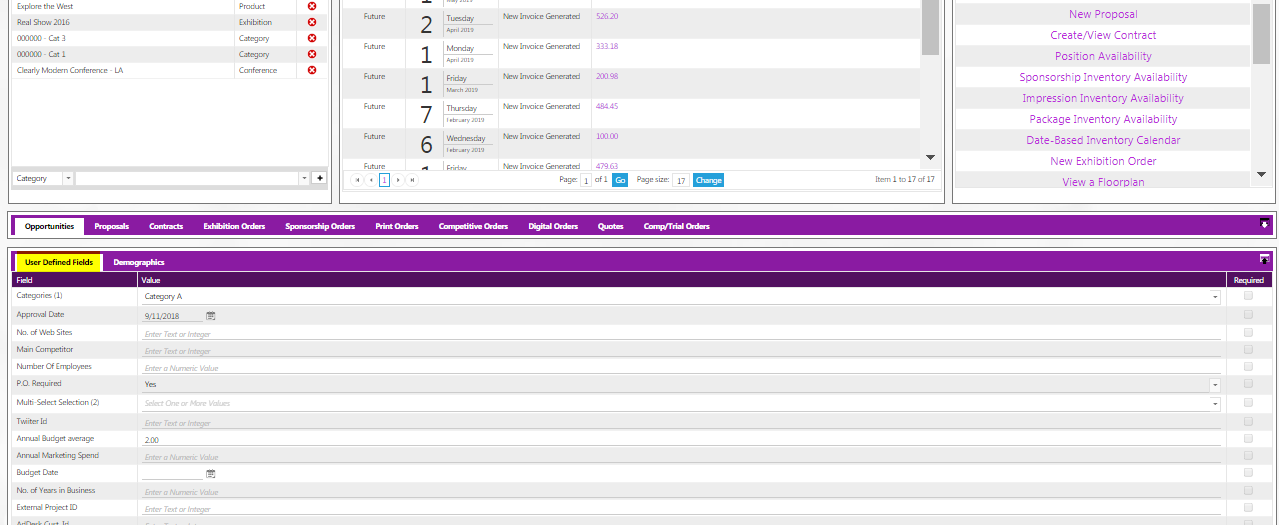 Explore the West Product
Real Show 2016 Exhibition
000000 - Cat 3 Category
000000 - Cat 1 Category
Clearly Modern Conference - LA Conference
Category
May 2019
Future 2 Tuesday April 2019 New Invoice Generated 526.20
Future 1 Monday April 2019 New Invoice Generated 333.18
Future 1 Friday March 2019 New Invoice Generated 200.98
Future 7 Thursday February 2019 New Invoice Generated 484.45
Future 6 Wednesday February 2019 New Invoice Generated 100.00
Future 1 Friday New Invoice Generated 479.63
1 Page: 1 of 1 Go Page size: 17 Change Item 1 to 17 of 17
New Proposal
Create/View Contract
Position Availability
Sponsorship Inventory Availability
Impression Inventory Availability
Package Inventory Availability
Date-Based Inventory Calendar
New Exhibition Order
View a Floorplan
Opportunities Proposals Contracts Exhibition Orders Sponsorship Orders Print Orders Competitive Orders Digital Orders Quotes Comp/Trial Orders
User Defined Fields Demographics
Field Value Required
Categories (1) Category A
Approval Date 9/11/2018
No. of Web Sites Enter Text or Integer
Main Competitor Enter Text or Integer
Number Of Employees Enter a Numeric Value
P.O. Required Yes
Multi-Select Selection (2) Select One or More Values
Twiiter Id Enter Text or Integer
Annual Budget average 2.00
Annual Marketing Spend Enter a Numeric Value
Budget Date
No. of Years in Business Enter a Numeric Value
External Project ID Enter Text or Integer
AdDesk Cust. Id Enter Text or Integer